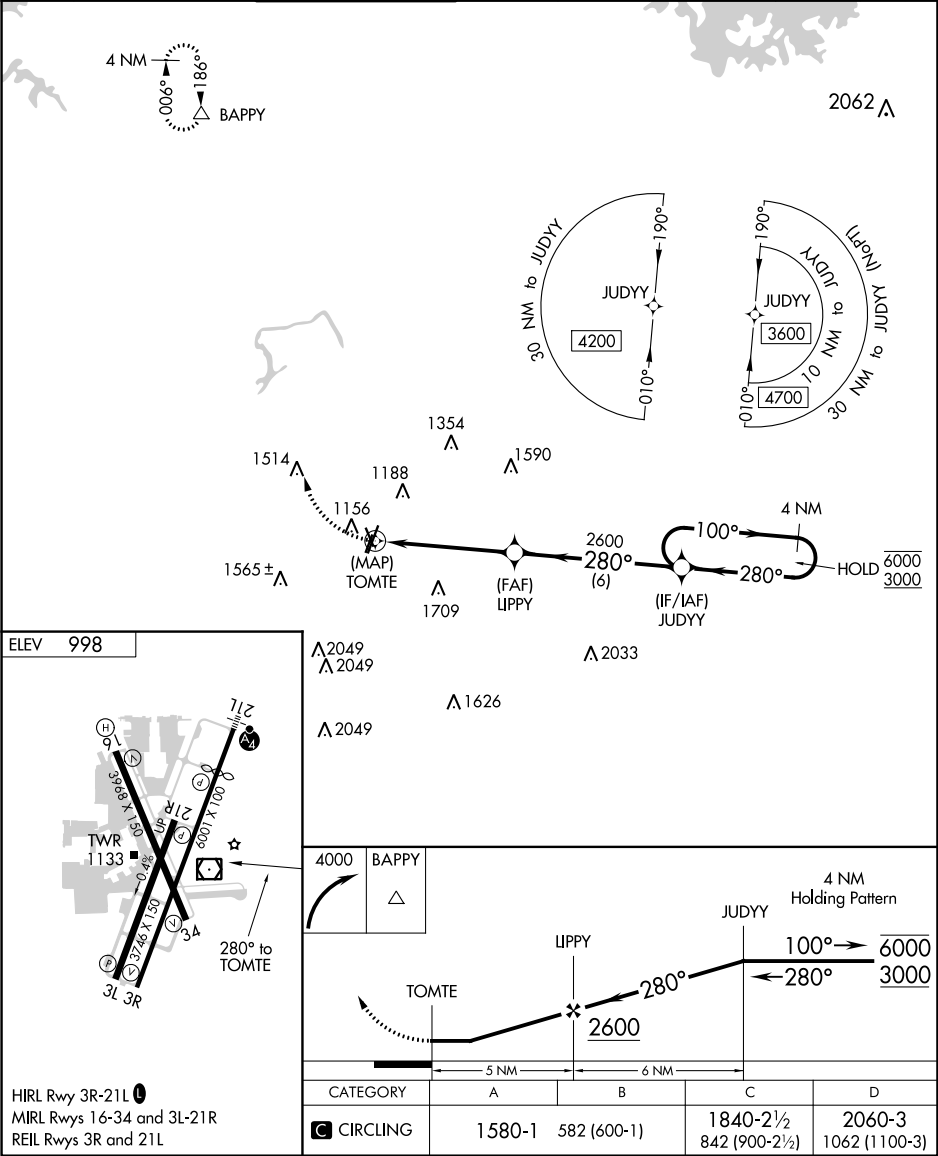 4 NM
006°
186°
BAPPY
2062
30 NM to JUDYY
190°
JUDYY
4200
010°
190°
JUDYY
3600
10 NM to JUDYY
4700
010°
30 NM to JUDYY (NoPT)
1354
1590
1514
1188
1156
(MAP)
TOMTE
1565 ±
1709
(FAF)
LIPPY
2600
280°
(6)
(IF/IAF)
JUDYY
100°
4 NM
280°
HOLD
6000
3000
2049
2049
2033
1626
2049
ELEV 998
21L
A4
H
16
V
3968 X 150
P
6001 X 100
21R
UP
P
0.4%
TWR
1133
3746 X 150
V
34
P
V
3L
3R
280° to
TOMTE
HIRL Rwy 3R-21L L
MIRL Rwys 16-34 and 3L-21R
REIL Rwys 3R and 21L
4000
BAPPY
4 NM
Holding Pattern
JUDYY
LIPPY
TOMTE
100°
280°
6000
3000
280°
2600
5 NM
6 NM
CATEGORY A B C D
C CIRCLING 1580-1 582 (600-1) 1840-2½ 2060-3
842 (900-2½) 1062 (1100-3)